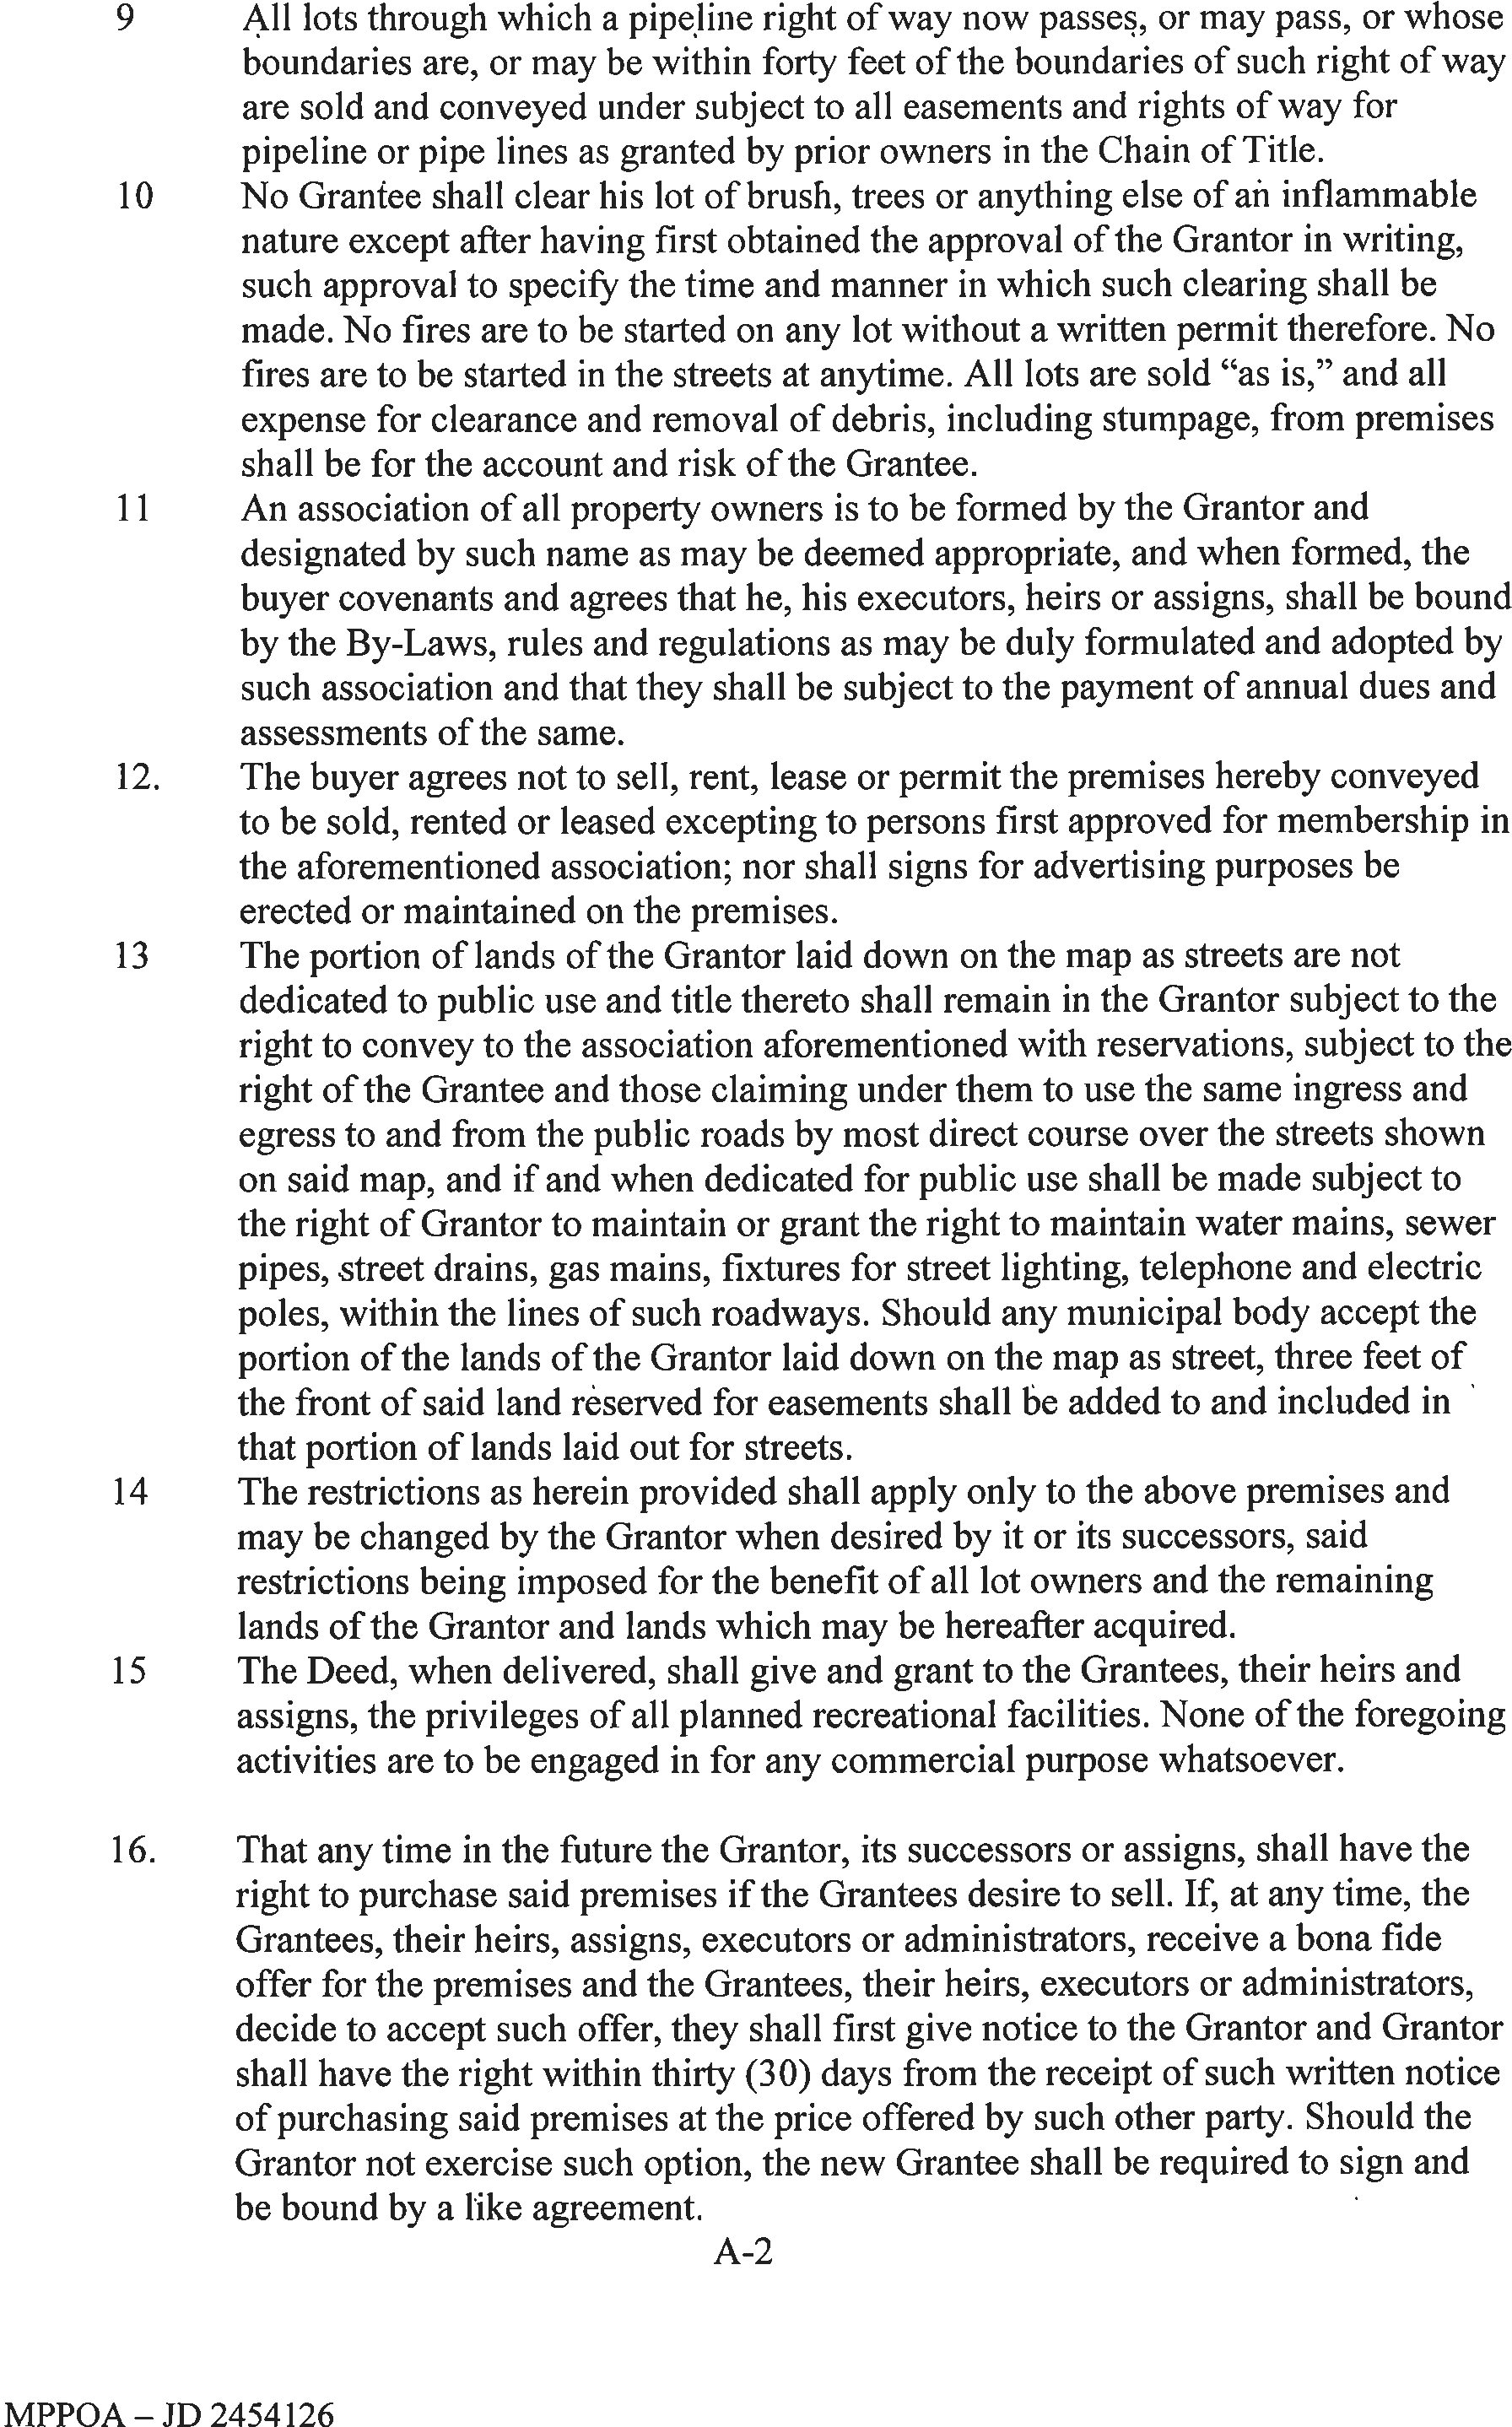 9 All lots through which a pipeline right of way now passes, or may pass, or whose
boundaries are, or may be within forty feet of the boundaries of such right of way
are sold and conveyed under subject to all easements and rights of way for
pipeline or pipe lines as granted by prior owners in the Chain of Title.
10 No Grantee shall clear his lot of brush, trees or anything else of an inflammable
nature except after having first obtained the approval of the Grantor in writing,
such approval to specify the time and manner in which such clearing shall be
made. No fires are to be started on any lot without a written permit therefore. No
fires are to be started in the streets at anytime. All lots are sold “as is,” and all
expense for clearance and removal of debris, including stumpage, from premises
shall be for the account and risk of the Grantee.
11 An association of all property owners is to be formed by the Grantor and
designated by such name as may be deemed appropriate, and when formed, the
buyer covenants and agrees that he, his executors, heirs or assigns, shall be bound
by the By-Laws, rules and regulations as may be duly formulated and adopted by
such association and that they shall be subject to the payment of annual dues and
assessments of the same.
12. The buyer agrees not to sell, rent, lease or permit the premises hereby conveyed
to be sold, rented or leased excepting to persons first approved for membership in
the aforementioned association; nor shall signs for advertising purposes be
erected or maintained on the premises.
13 The portion of lands of the Grantor laid down on the map as streets are not
dedicated to public use and title thereto shall remain in the Grantor subject to the
right to convey to the association aforementioned with reservations, subject to the
right of the Grantee and those claiming under them to use the same ingress and
egress to and from the public roads by most direct course over the streets shown
on said map, and if and when dedicated for public use shall be made subject to
the right of Grantor to maintain or grant the right to maintain water mains, sewer
pipes, street drains, gas mains, fixtures for street lighting, telephone and electric
poles, within the lines of such roadways. Should any municipal body accept the
portion of the lands of the Grantor laid down on the map as street, three feet of
the front of said land reserved for easements shall be added to and included in
that portion of lands laid out for streets.
14 The restrictions as herein provided shall apply only to the above premises and
may be changed by the Grantor when desired by it or its successors, said
restrictions being imposed for the benefit of all lot owners and the remaining
lands of the Grantor and lands which may be hereafter acquired.
15 The Deed, when delivered, shall give and grant to the Grantees, their heirs and
assigns, the privileges of all planned recreational facilities. None of the foregoing
activities are to be engaged in for any commercial purpose whatsoever.
16. That any time in the future the Grantor, its successors or assigns, shall have the
right to purchase said premises if the Grantees desire to sell. If, at any time, the
Grantees, their heirs, assigns, executors or administrators, receive a bona fide
offer for the premises and the Grantees, their heirs, executors or administrators,
decide to accept such offer, they shall first give notice to the Grantor and Grantor
shall have the right within thirty (30) days from the receipt of such written notice
of purchasing said premises at the price offered by such other party. Should the
Grantor not exercise such option, the new Grantee shall be required to sign and
be bound by a like agreement.
A-2
MPPOA – JD 2454126